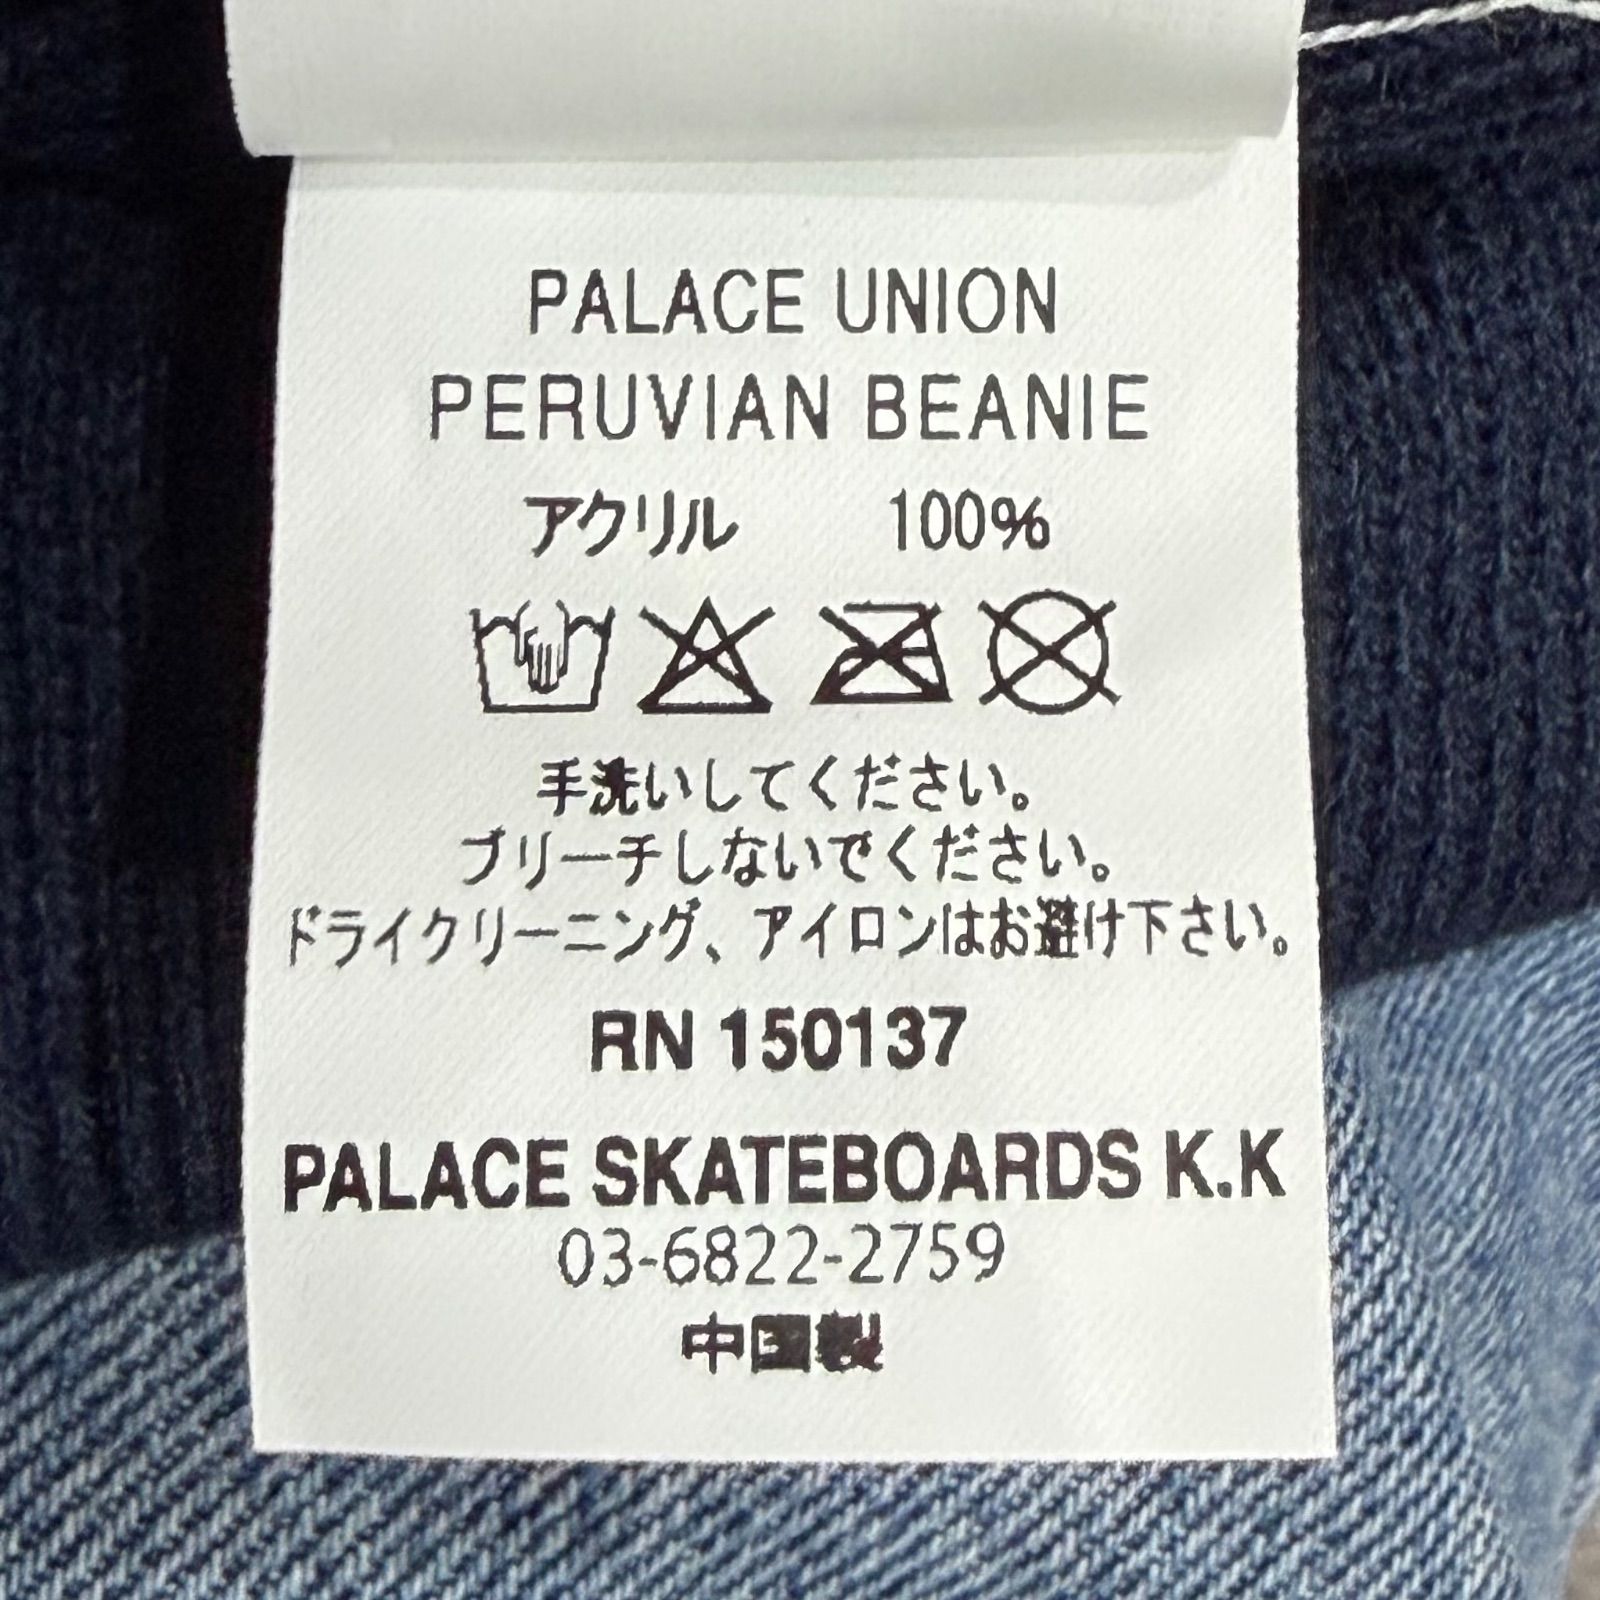 PALACE UNION
PERUVIAN BEANIE
アクリル 100%
手洗いしてください。
ブリーチしないでください。
ドライクリーニング、アイロンはお避け下さい。
RN 150137
PALACE SKATEBOARDS K.K
03-6822-2759
中国製